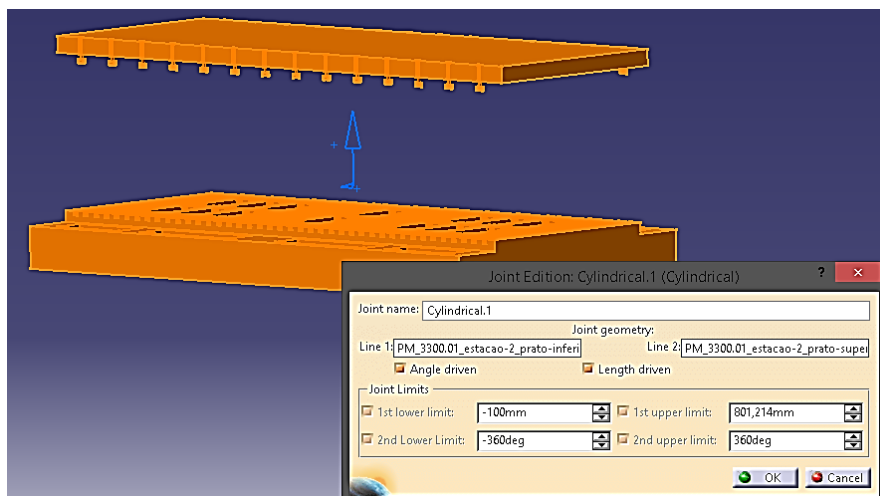 Joint Edition: Cylindrical.1 (Cylindrical)
? ×
Joint name: Cylindrical.1
Joint geometry:
Line 1: PM_3300.01_estacao-2_prato-inferi Line 2: PM_3300.01_estacao-2_prato-super
Angle driven Length driven
Joint Limits
1st lower limit: -100mm 1st upper limit: 801,214mm
2nd Lower Limit: -360deg 2nd upper limit: 360deg
OK Cancel